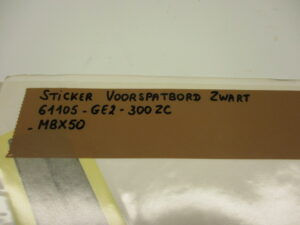 STICKER VOORSPATBORD ZWART
61105-GE2-300ZC
-MBX50